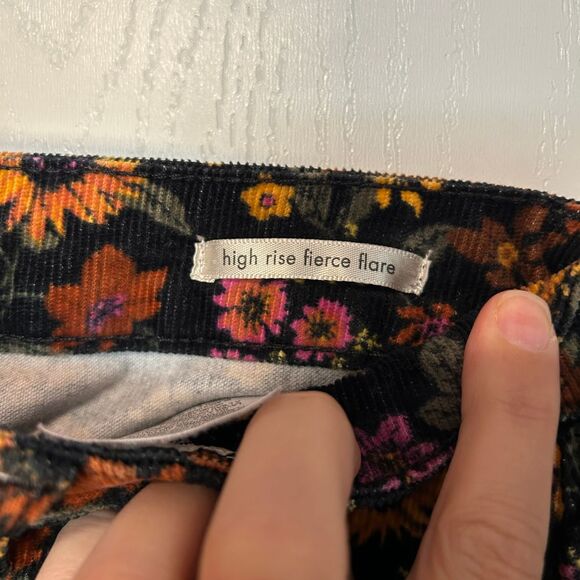 high rise fierce flare